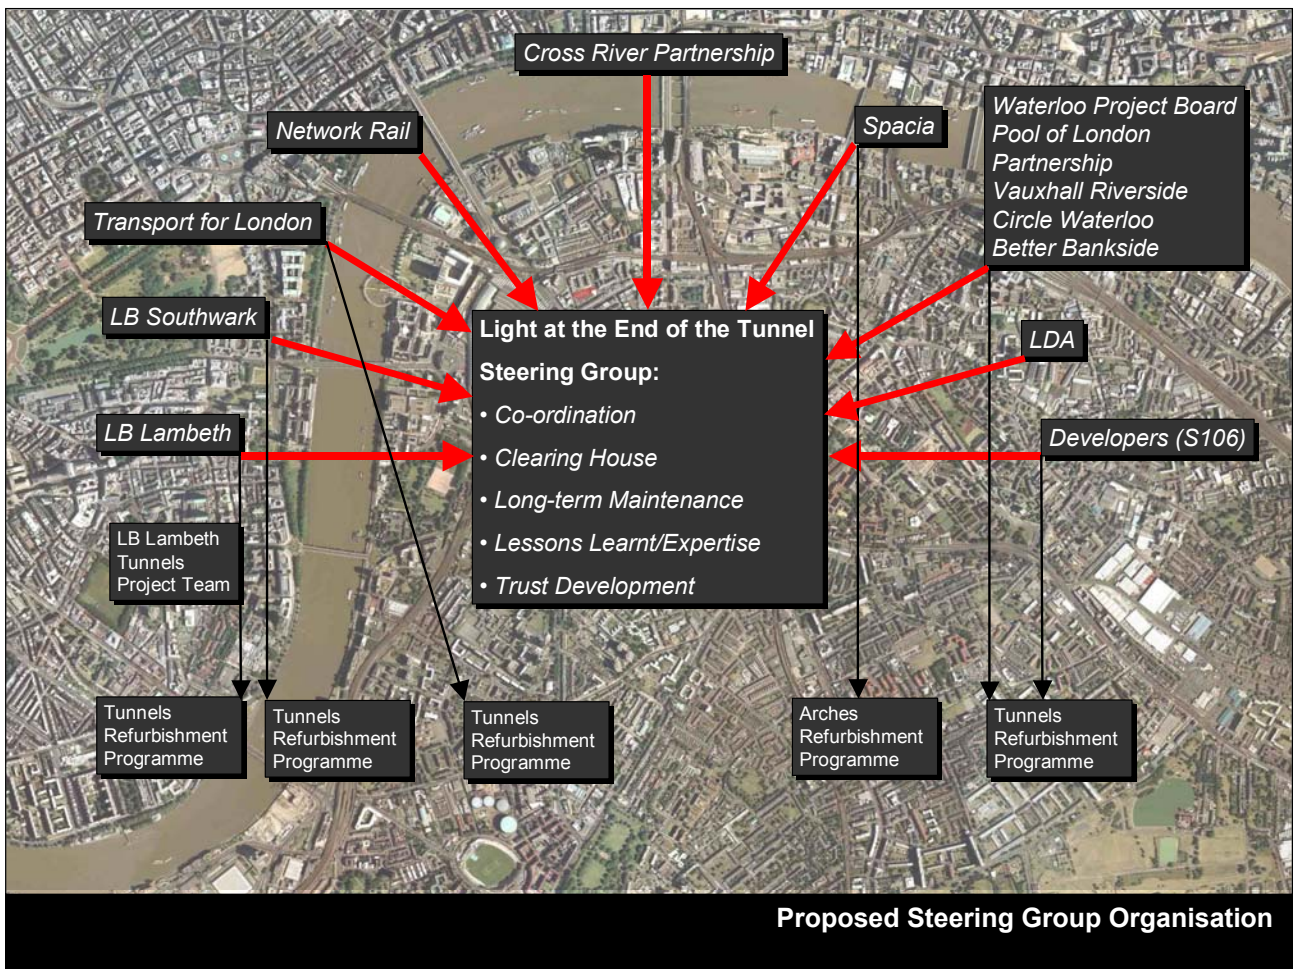 Cross River Partnership
Network Rail
Spacia
Waterloo Project Board
Pool of London
Partnership
Vauxhall Riverside
Circle Waterloo
Better Bankside
Transport for London
LB Southwark
LB Lambeth
Light at the End of the Tunnel
Steering Group:
• Co-ordination
• Clearing House
• Long-term Maintenance
• Lessons Learnt/Expertise
• Trust Development
LDA
Developers (S106)
LB Lambeth
Tunnels
Project Team
Tunnels
Refurbishment
Programme
Tunnels
Refurbishment
Programme
Tunnels
Refurbishment
Programme
Arches
Refurbishment
Programme
Tunnels
Refurbishment
Programme
Proposed Steering Group Organisation